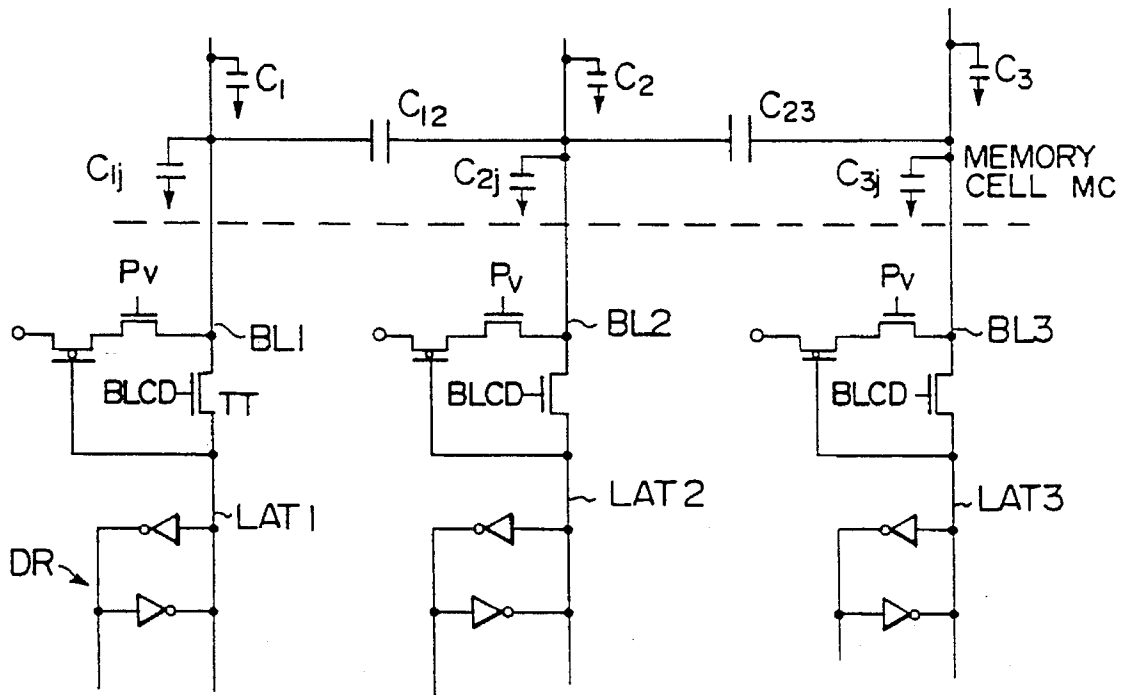 C1
C2
C3
C12
C23
C1j
C2j
C3j
MEMORY
CELL MC
Pv
Pv
Pv
BL1
BL2
BL3
BLCD
TT
BLCD
BLCD
LAT1
LAT2
LAT3
DR